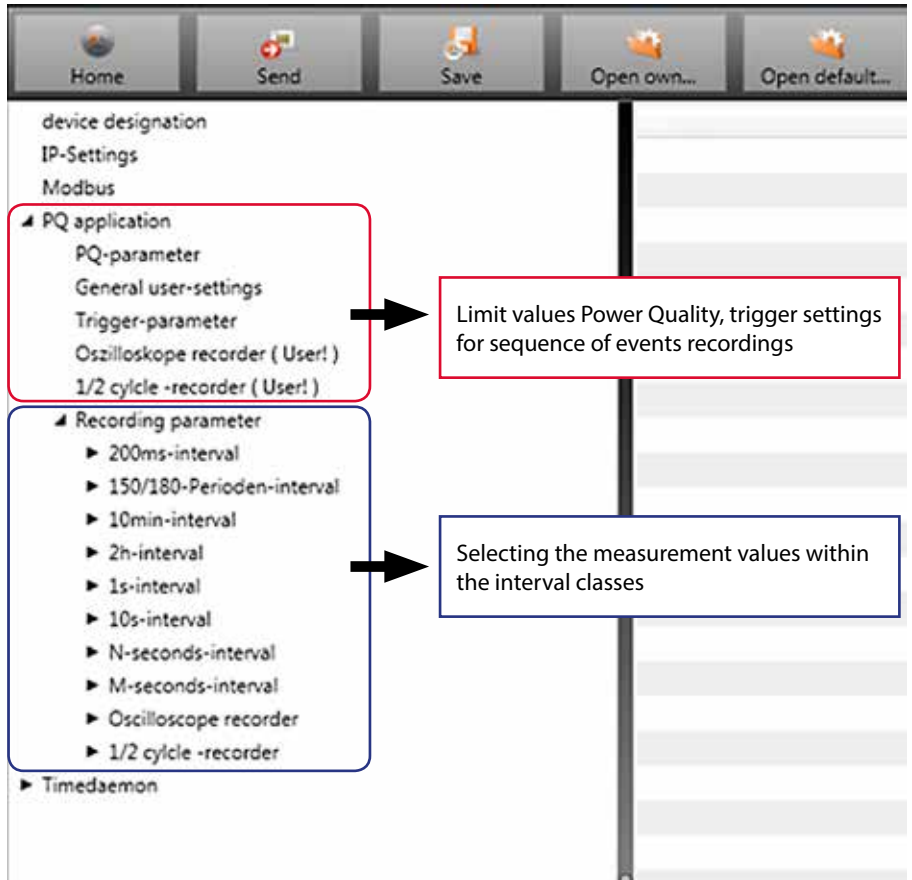 Home
Send
Save
Open own...
Open default...
device designation
IP-Settings
Modbus
PQ application
PQ-parameter
General user-settings
Trigger-parameter
Oszilloskope recorder ( User! )
1/2 cylcle -recorder ( User! )
Limit values Power Quality, trigger settings
for sequence of events recordings
Recording parameter
200ms-interval
150/180-Perioden-interval
10min-interval
2h-interval
1s-interval
10s-interval
N-seconds-interval
M-seconds-interval
Oscilloscope recorder
1/2 cylcle -recorder
Selecting the measurement values within
the interval classes
Timedaemon